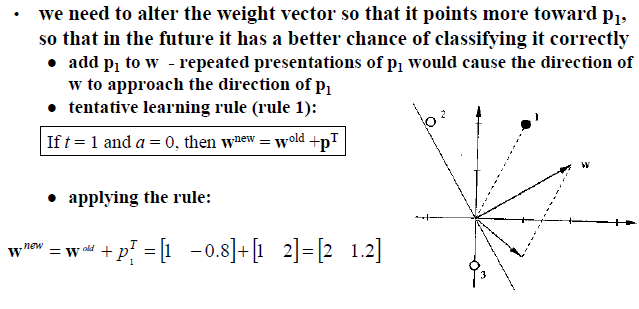 • we need to alter the weight vector so that it points more toward p₁,
so that in the future it has a better chance of classifying it correctly
• add p₁ to w - repeated presentations of p₁ would cause the direction of
w to approach the direction of p₁
• tentative learning rule (rule 1):
If t = 1 and a = 0, then wⁿᵉʷ = wᵒˡᵈ +pᵀ
• applying the rule:
wⁿᵉʷ = wᵒˡᵈ + p₁ᵀ = [1 -0.8]+[1 2]=[2 1.2]
2
1
w
3